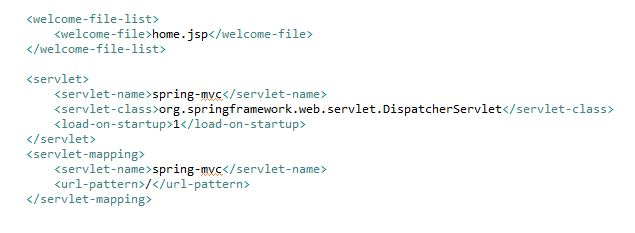 <welcome-file-list>
    <welcome-file>home.jsp</welcome-file>
</welcome-file-list>

<servlet>
    <servlet-name>spring-mvc</servlet-name>
    <servlet-class>org.springframework.web.servlet.DispatcherServlet</servlet-class>
    <load-on-startup>1</load-on-startup>
</servlet>
<servlet-mapping>
    <servlet-name>spring-mvc</servlet-name>
    <url-pattern>/</url-pattern>
</servlet-mapping>